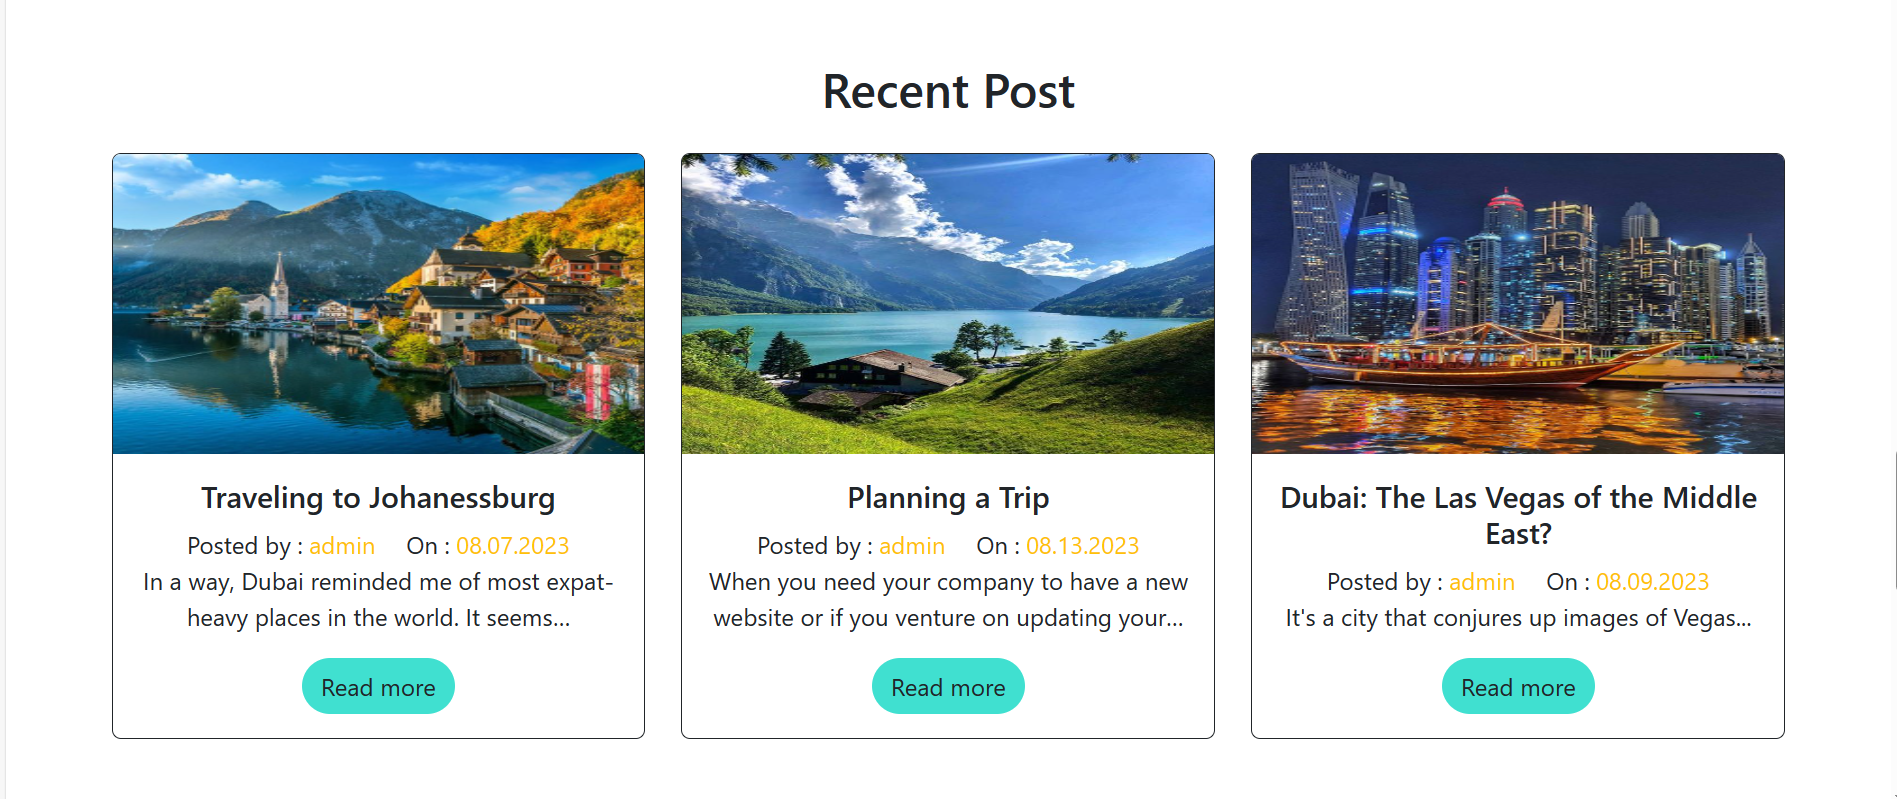 Recent Post
Traveling to Johanessburg
Posted by : admin On : 08.07.2023
In a way, Dubai reminded me of most expat-
heavy places in the world. It seems...
Read more
Planning a Trip
Posted by : admin On : 08.13.2023
When you need your company to have a new
website or if you venture on updating your...
Read more
Dubai: The Las Vegas of the Middle
East?
Posted by : admin On : 08.09.2023
It's a city that conjures up images of Vegas...
Read more